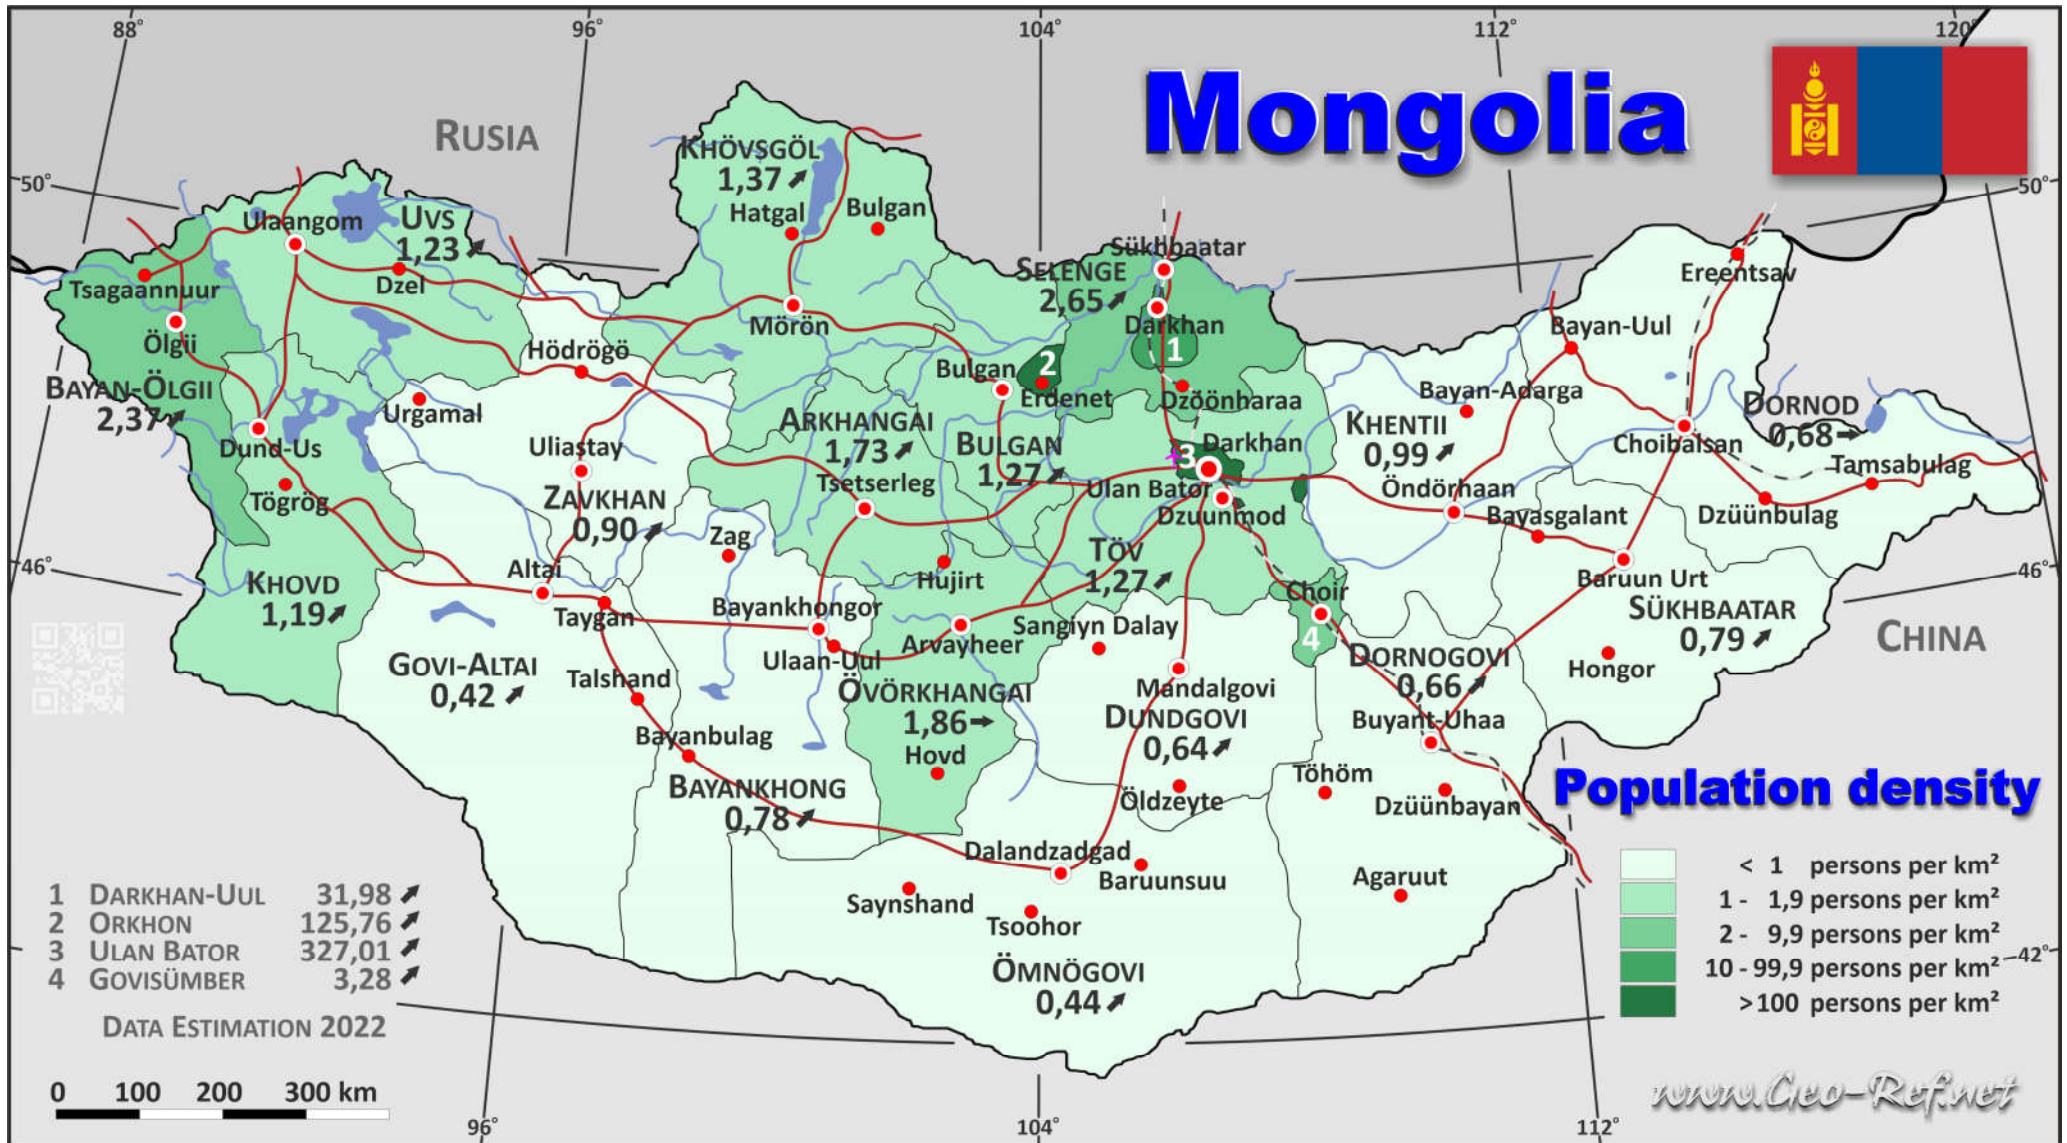 88°
96°
104°
112°
120°
Mongolia
RUSIA
KHÖVSGÖL
1,37
Hatgal
Bulgan
50°
50°
Ulaangom
UVS
1,23
Dzel
Tsagaannuur
Ölgii
BAYAN-ÖLGII
2,37
Sükhbaatar
SELENGE
2,65
Darkhan
1
Ereentsav
Mörön
Hödrögö
Bayan-Uul
Bulgan
2
Erdenet
Dzöönharaa
Bayan-Adarga
Urgamal
Dund-Us
Tögrög
Uliastay
ZAVKHAN
0,90
ARKHANGAI
1,73
Tsetserleg
BULGAN
1,27
Darkhan
3
Ulan Bator
Dzuunmod
KHENTII
0,99
Öndörhaan
Choibalsan
DORNOD
0,68
Tamsabulag
Dzüünbulag
Bayasgalant
46°
46°
KHOVD
1,19
Altai
Taygan
Zag
Hujirt
TÖV
1,27
Choir
4
Baruun Urt
SÜKHBAATAR
0,79
CHINA
Bayankhongor
Ulaan-Uul
Arvayheer
Sangiyn Dalay
GOVI-ALTAI
0,42
Talshand
ÖVÖRKHANGAI
1,86
Hovd
Mandalgovi
DUNDGOVI
0,64
DORNOGOVI
0,66
Buyant-Uhaa
Hongor
Bayanbulag
BAYANKHONG
0,78
Öldzeyte
Töhöm
Dzüünbayan
Dalandzadgad
Baruunsuu
Saynshand
Tsoohor
Agaruut
ÖMNÖGOVI
0,44
Population density
< 1 persons per km²
1 - 1,9 persons per km²
2 - 9,9 persons per km²
10 - 99,9 persons per km²
>100 persons per km²
42°
1 DARKHAN-UUL 31,98
2 ORKHON 125,76
3 ULAN BATOR 327,01
4 GOVISÜMBER 3,28
DATA ESTIMATION 2022
0 100 200 300 km
www.Geo-Ref.net
96°
104°
112°